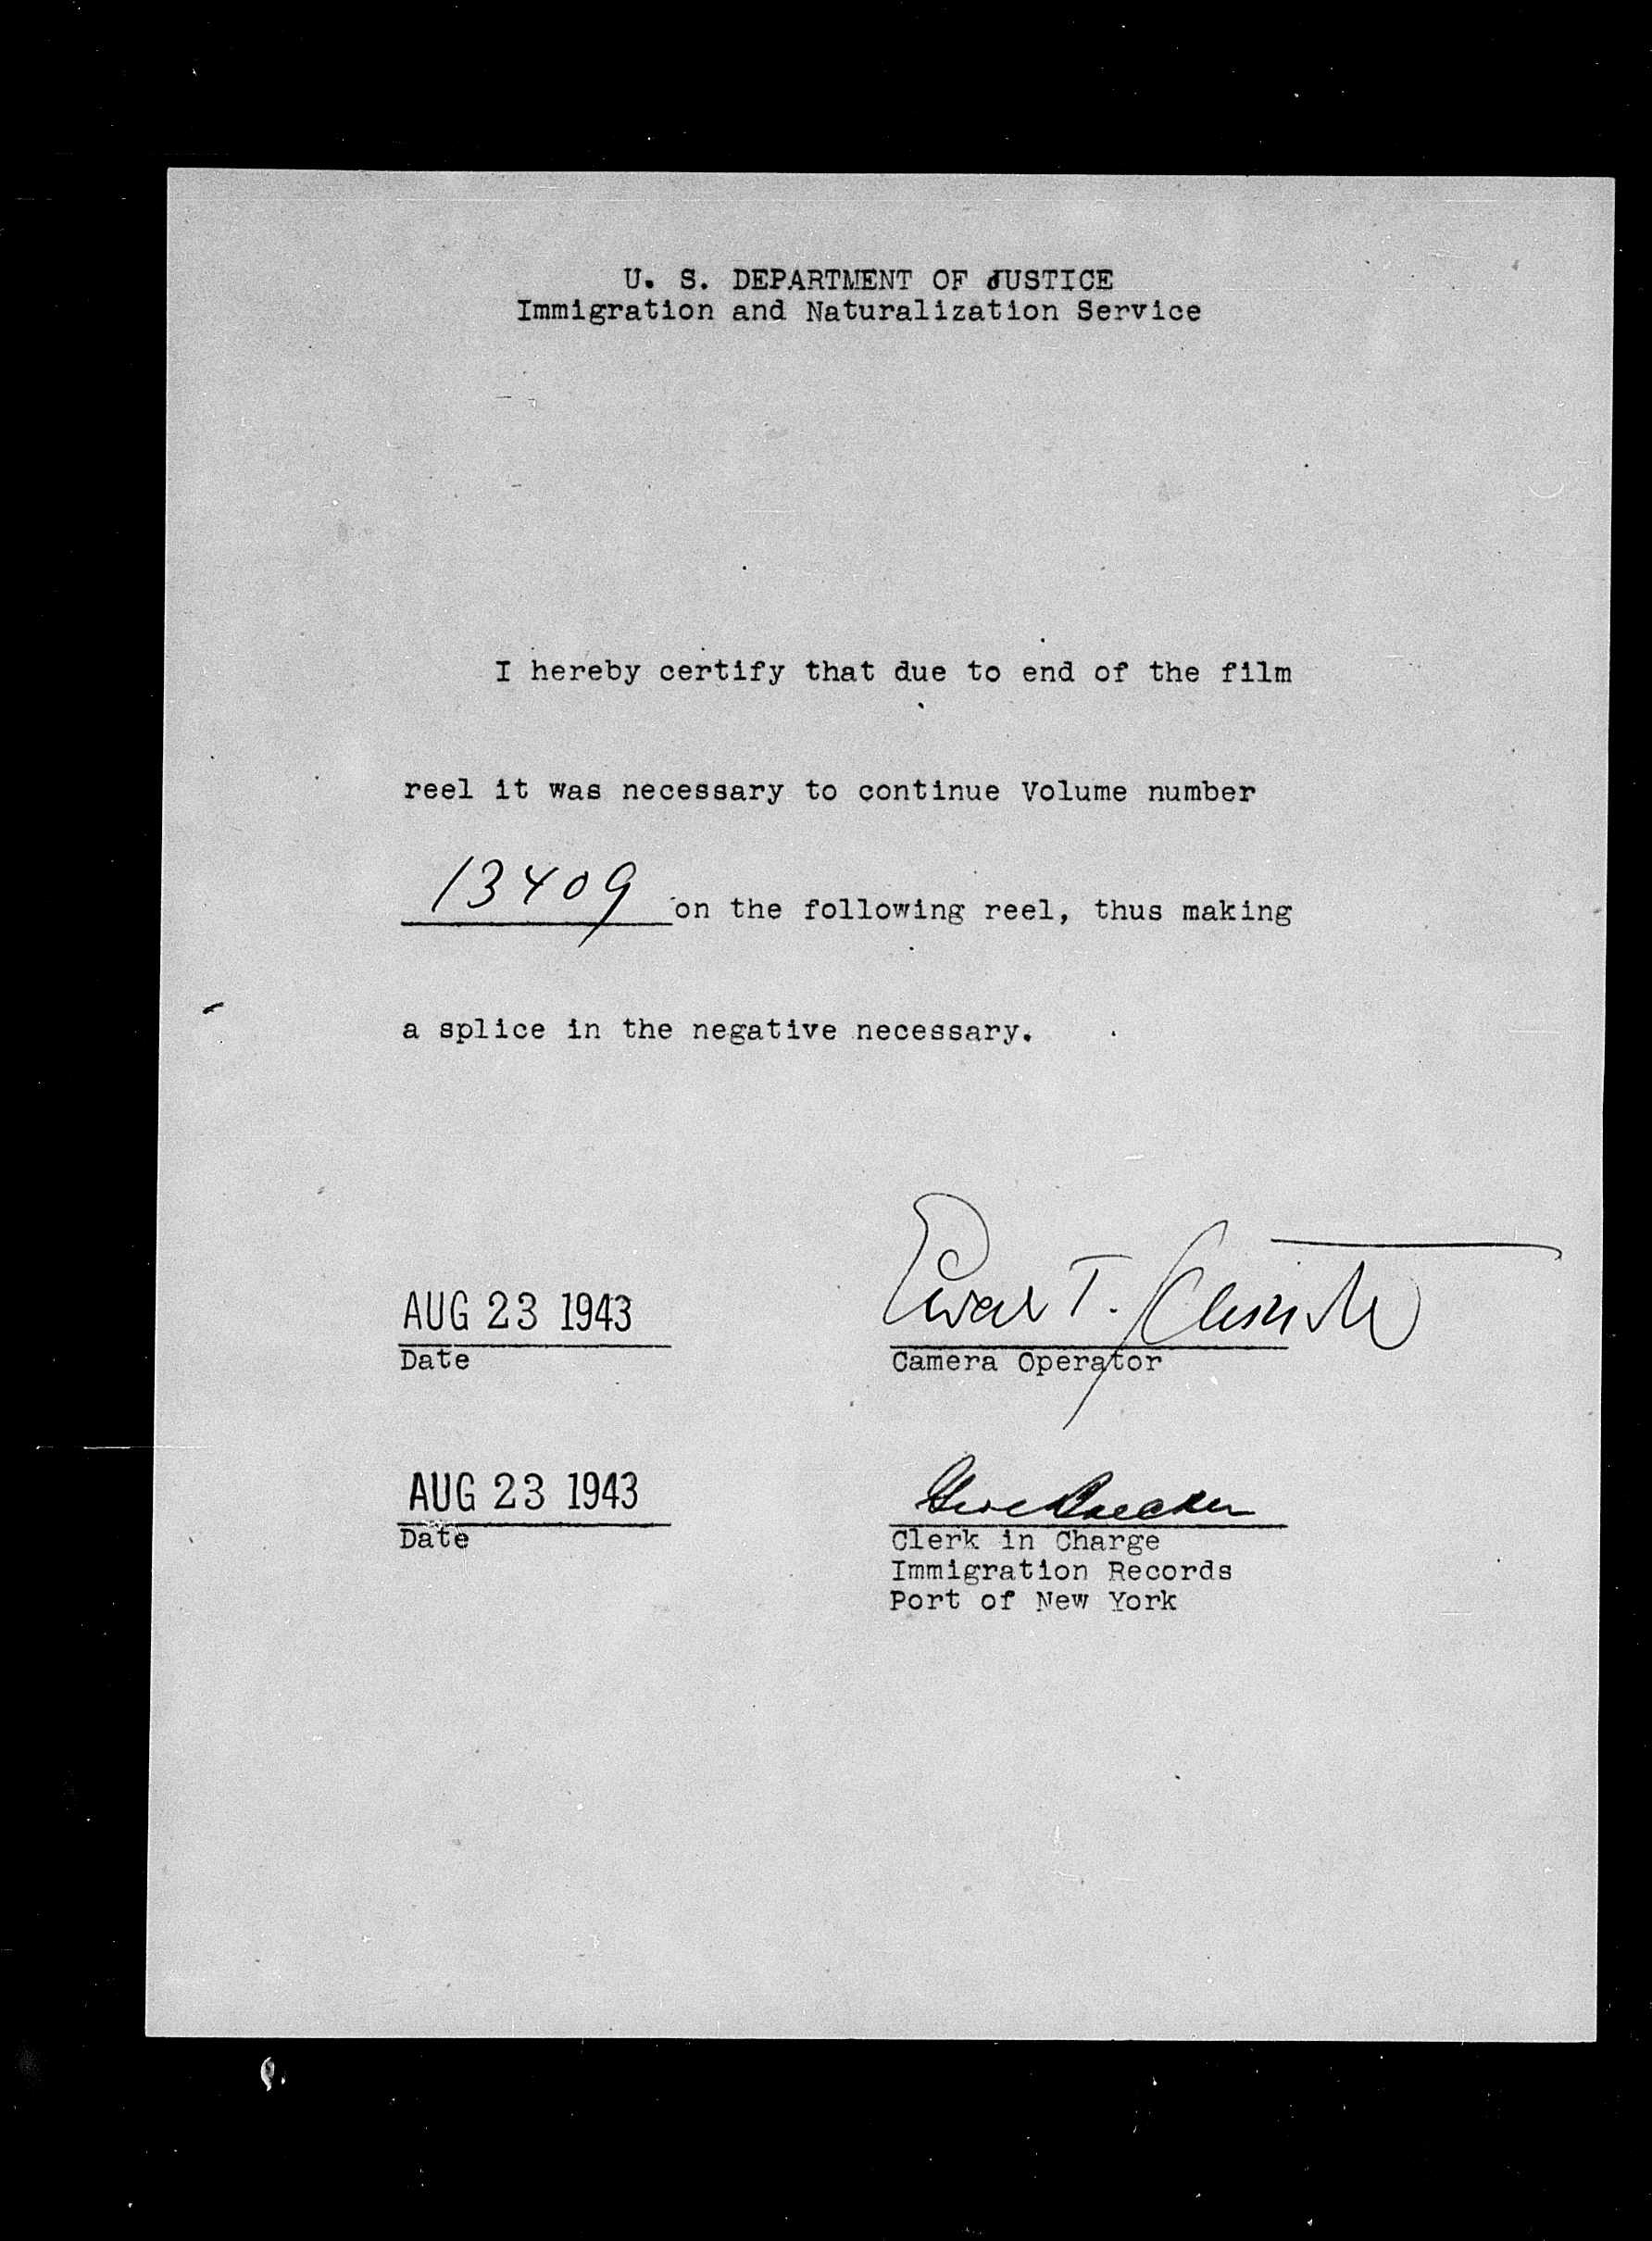 U. S. DEPARTMENT OF JUSTICE
Immigration and Naturalization Service
I hereby certify that due to end of the film
reel it was necessary to continue Volume number
13409 on the following reel, thus making
a splice in the negative necessary.
AUG 23 1943
Date
T.
Camera Operator
AUG 23 1943
Date
Clerk in Charge
Immigration Records
Port of New York